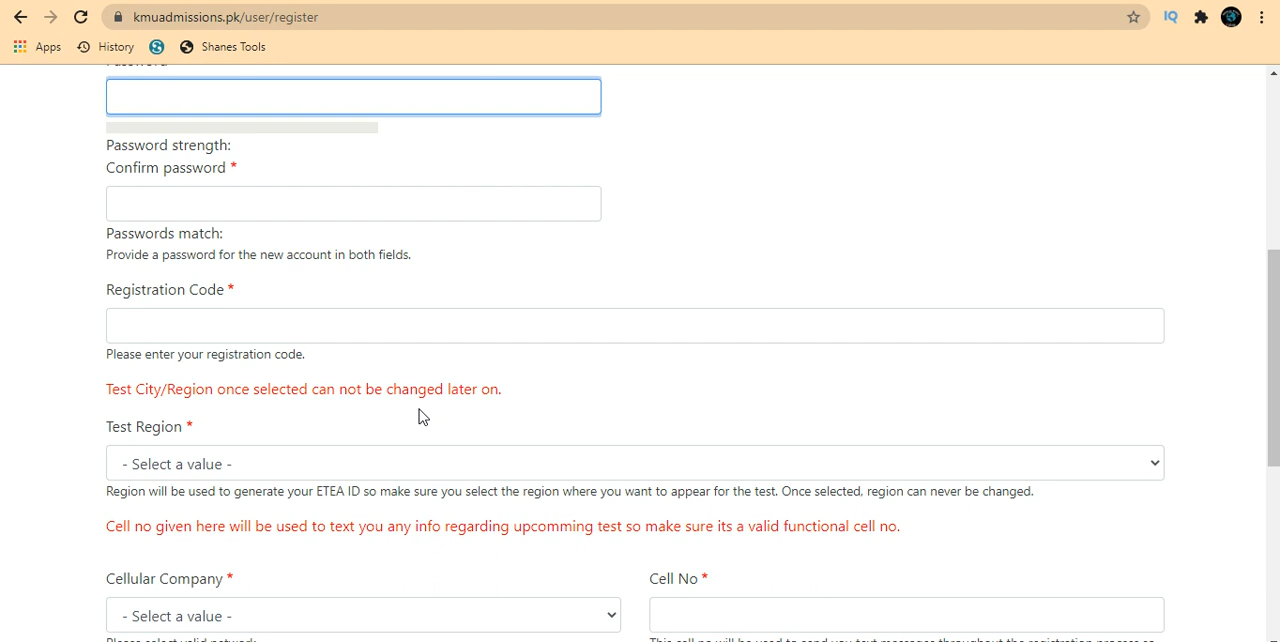 kmuadmissions.pk/user/register
IQ
Apps History Shanes Tools
Password strength:
Confirm password *
Passwords match:
Provide a password for the new account in both fields.
Registration Code *
Please enter your registration code.
Test City/Region once selected can not be changed later on.
Test Region *
- Select a value -
Region will be used to generate your ETEA ID so make sure you select the region where you want to appear for the test. Once selected, region can never be changed.
Cell no given here will be used to text you any info regarding upcomming test so make sure its a valid functional cell no.
Cellular Company * Cell No *
- Select a value -